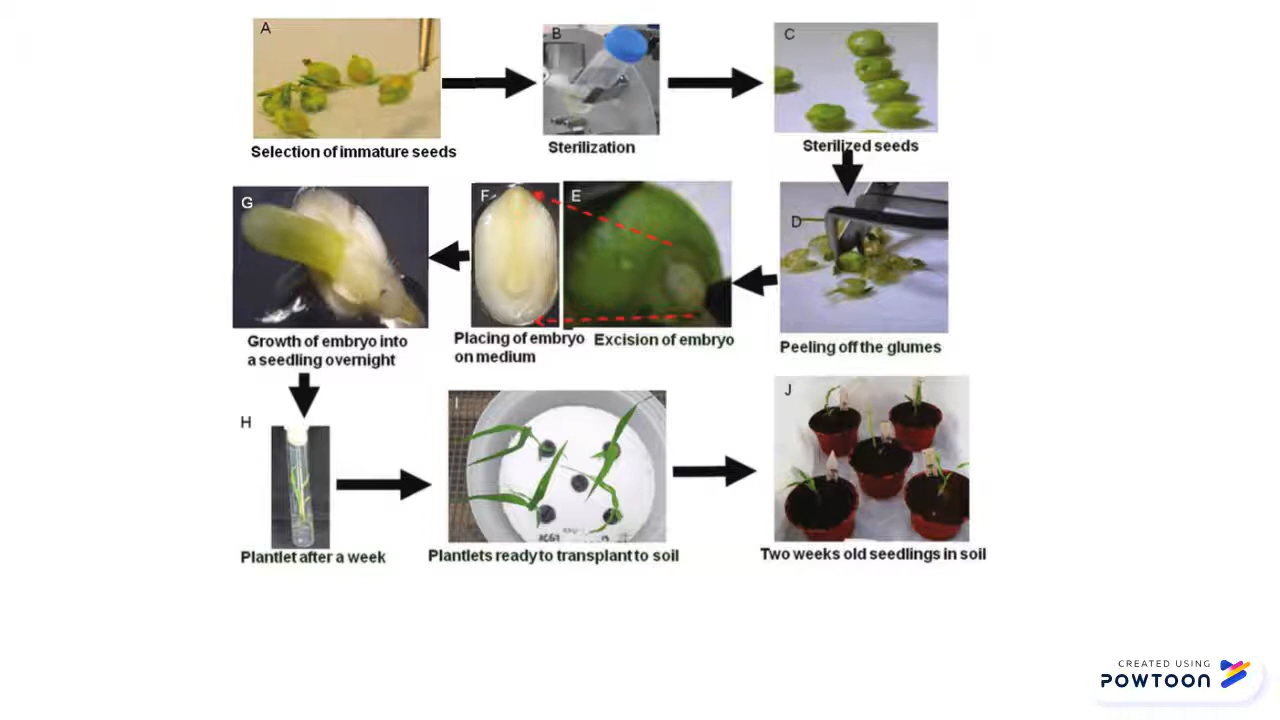 A
B
C
Selection of immature seeds
Sterilization
Sterilized seeds
G
F
E
D
Growth of embryo into
a seedling overnight
Placing of embryo
on medium
Excision of embryo
Peeling off the glumes
H
I
J
Plantlet after a week
Plantlets ready to transplant to soil
Two weeks old seedlings in soil
CREATED USING
POWTOON